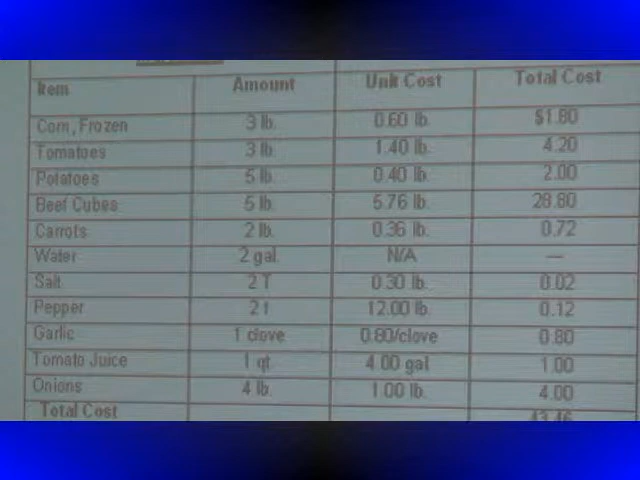 Item Amount Unit Cost Total Cost
Corn, Frozen 3 lb. 0.60 lb. $1.80
Tomatoes 3 lb. 1.40 lb. 4.20
Potatoes 5 lb. 0.40 lb. 2.00
Beef Cubes 5 lb. 5.76 lb. 28.80
Carrots 2 lb. 0.36 lb. 0.72
Water 2 gal. N/A —
Salt 2 T 0.30 lb. 0.02
Pepper 2 t 12.00 lb. 0.12
Garlic 1 clove 0.80/clove 0.80
Tomato Juice 1 qt. 4.00 gal 1.00
Onions 4 lb. 1.00 lb. 4.00
Total Cost 43.46